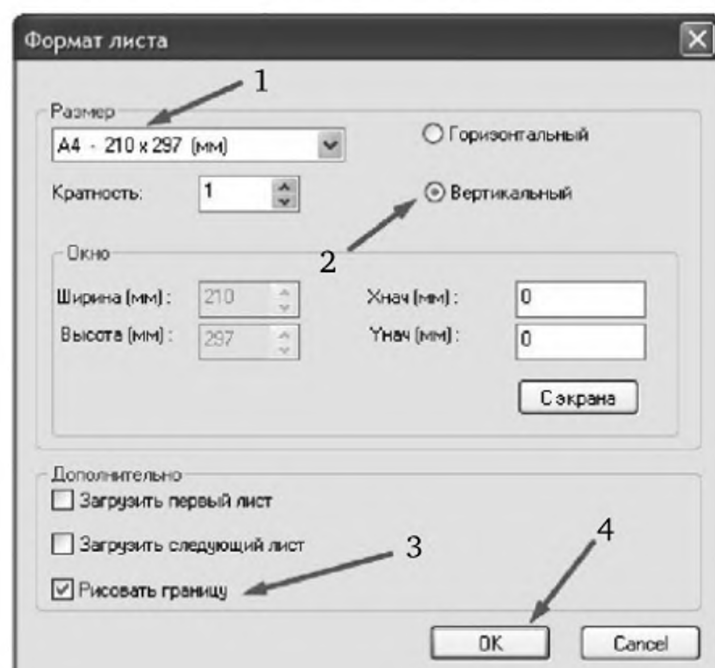 Формат листа
1
Размер
А4 - 210 x 297 (мм)
Горизонтальный
Кратность:
1
Вертикальный
2
Окно
Ширина (мм) :
210
Xнач (мм) :
0
Высота (мм) :
297
Yнач (мм) :
0
С экрана
Дополнительно
Загрузить первый лист
Загрузить следующий лист
3
4
Рисовать границу
OK
Cancel